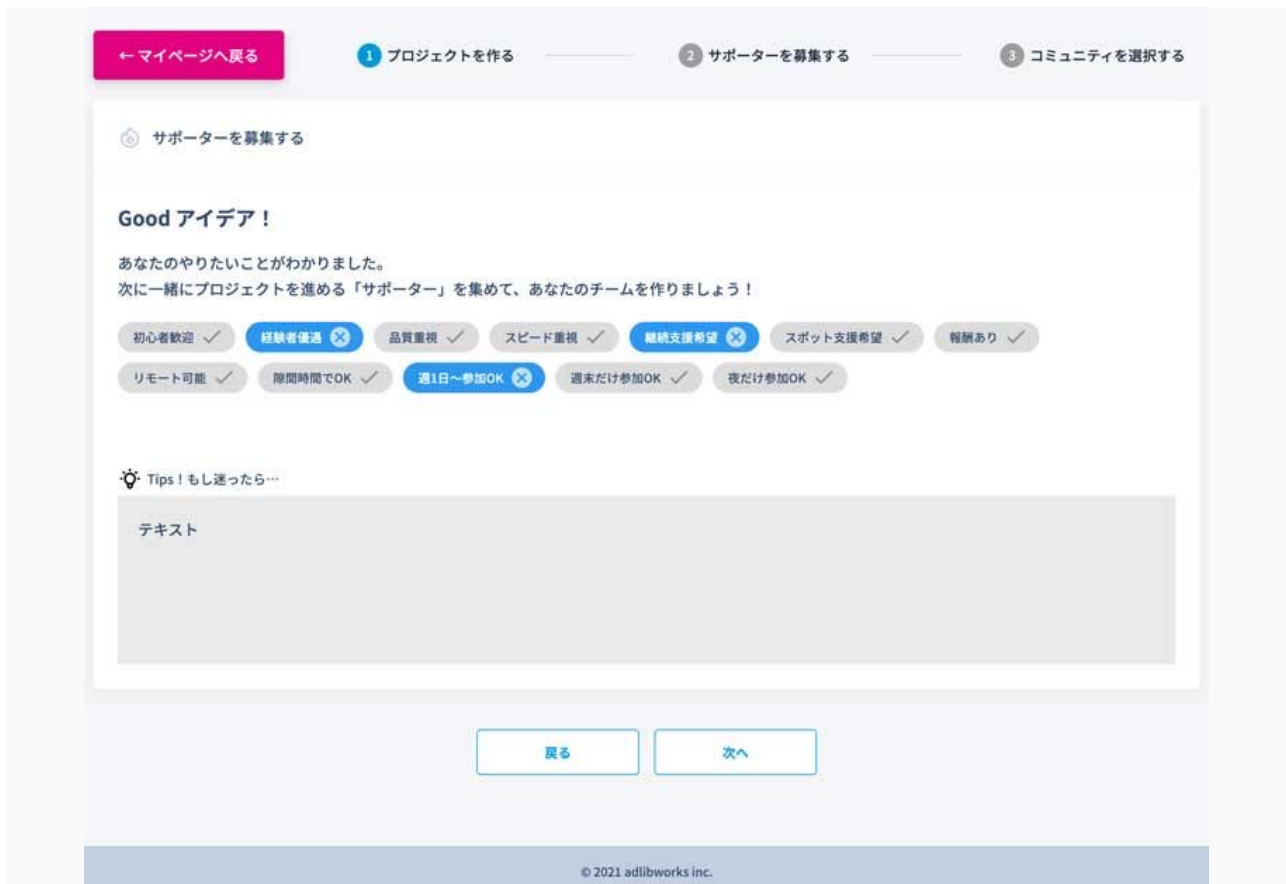 ← マイページへ戻る 1 プロジェクトを作る 2 サポーターを募集する 3 コミュニティを選択する
サポーターを募集する
Good アイデア！
あなたのやりたいことがわかりました。
次に一緒にプロジェクトを進める「サポーター」を集めて、あなたのチームを作りましょう！
初心者歓迎 経験者優遇 品質重視 スピード重視 継続支援希望 スポット支援希望 報酬あり
リモート可能 隙間時間でOK 週1日〜参加OK 週末だけ参加OK 夜だけ参加OK
Tips！もし迷ったら…
テキスト
戻る 次へ
© 2021 adlibworks inc.